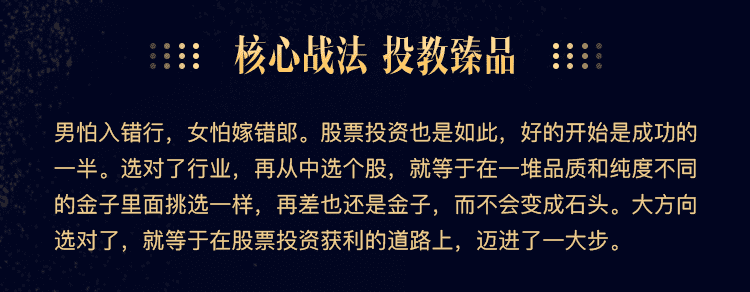 核心战法 投教臻品
男怕入错行，女怕嫁错郎。股票投资也是如此，好的开始是成功的
一半。选对了行业，再从中选个股，就等于在一堆品质和纯度不同
的金子里面挑选一样，再差也还是金子，而不会变成石头。大方向
选对了，就等于在股票投资获利的道路上，迈进了一大步。